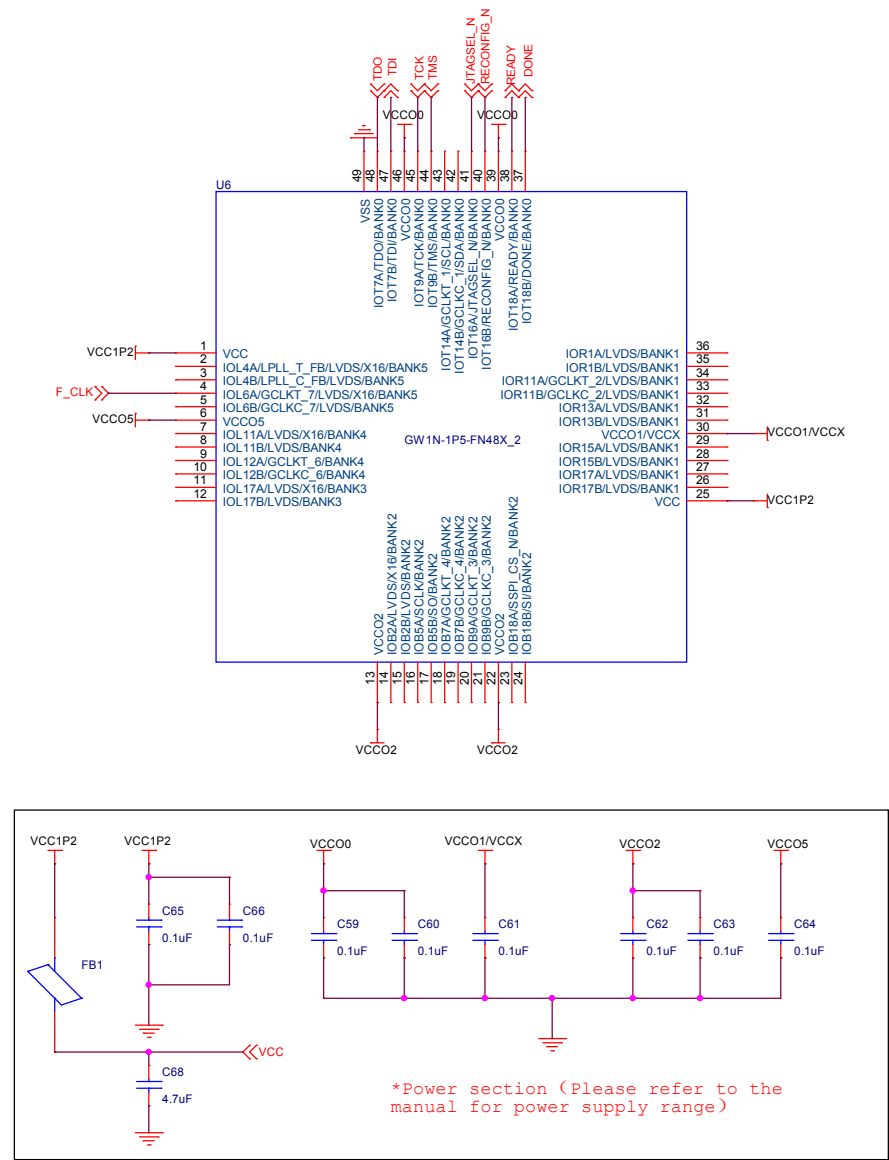 TDO
TDI
TCK
TMS
JTAGSEL_N
RECONFIG_N
READY
DONE
VCCO0
VCCO0
49
48
47
46
45
44
43
42
41
40
39
38
37
U6
VSS
IOT7A/TDO/BANK0
IOT7B/TDI/BANK0
VCCO0
IOT9A/TCK/BANK0
IOT9B/TMS/BANK0
IOT14A/GCLKT_1/SCL/BANK0
IOT14B/GCLKC_1/SDA/BANK0
IOT16A/JTAGSEL_N/BANK0
IOT16B/RECONFIG_N/BANK0
VCCO0
IOT18A/READY/BANK0
IOT18B/DONE/BANK0
VCC1P2 1 VCC
2 IOL4A/LPLL_T_FB/LVDS/X16/BANK5
3 IOL4B/LPLL_C_FB/LVDS/BANK5
F_CLK 4 IOL6A/GCLKT_7/LVDS/X16/BANK5
5 IOL6B/GCLKC_7/LVDS/BANK5
VCCO5 6 VCCO5
7 IOL11A/LVDS/X16/BANK4
8 IOL11B/LVDS/BANK4
9 IOL12A/GCLKT_6/BANK4
10 IOL12B/GCLKC_6/BANK4
11 IOL17A/LVDS/X16/BANK3
12 IOL17B/LVDS/BANK3
GW1N-1P5-FN48X_2
IOR1A/LVDS/BANK1 36
IOR1B/LVDS/BANK1 35
IOR11A/GCLKT_2/LVDS/BANK1 34
IOR11B/GCLKC_2/LVDS/BANK1 33
IOR13A/LVDS/BANK1 32
IOR13B/LVDS/BANK1 31
VCCO1/VCCX 30 VCCO1/VCCX
IOR15A/LVDS/BANK1 29
IOR15B/LVDS/BANK1 28
IOR17A/LVDS/BANK1 27
IOR17B/LVDS/BANK1 26
VCC 25 VCC1P2
VCCO2
IOB2A/LVDS/X16/BANK2
IOB2B/LVDS/BANK2
IOB5A/SCLK/BANK2
IOB5B/SO/BANK2
IOB7A/GCLKT_4/BANK2
IOB7B/GCLKC_4/BANK2
IOB9A/GCLKT_3/BANK2
IOB9B/GCLKC_3/BANK2
VCCO2
IOB18A/SSPI_CS_N/BANK2
IOB18B/SI/BANK2
13
14
15
16
17
18
19
20
21
22
23
24
VCCO2
VCCO2
VCC1P2
VCC1P2
VCCO0
VCCO1/VCCX
VCCO2
VCCO5
C65
0.1uF
C66
0.1uF
C59
0.1uF
C60
0.1uF
C61
0.1uF
C62
0.1uF
C63
0.1uF
C64
0.1uF
FB1
VCC
C68
4.7uF
*Power section (Please refer to the
manual for power supply range)